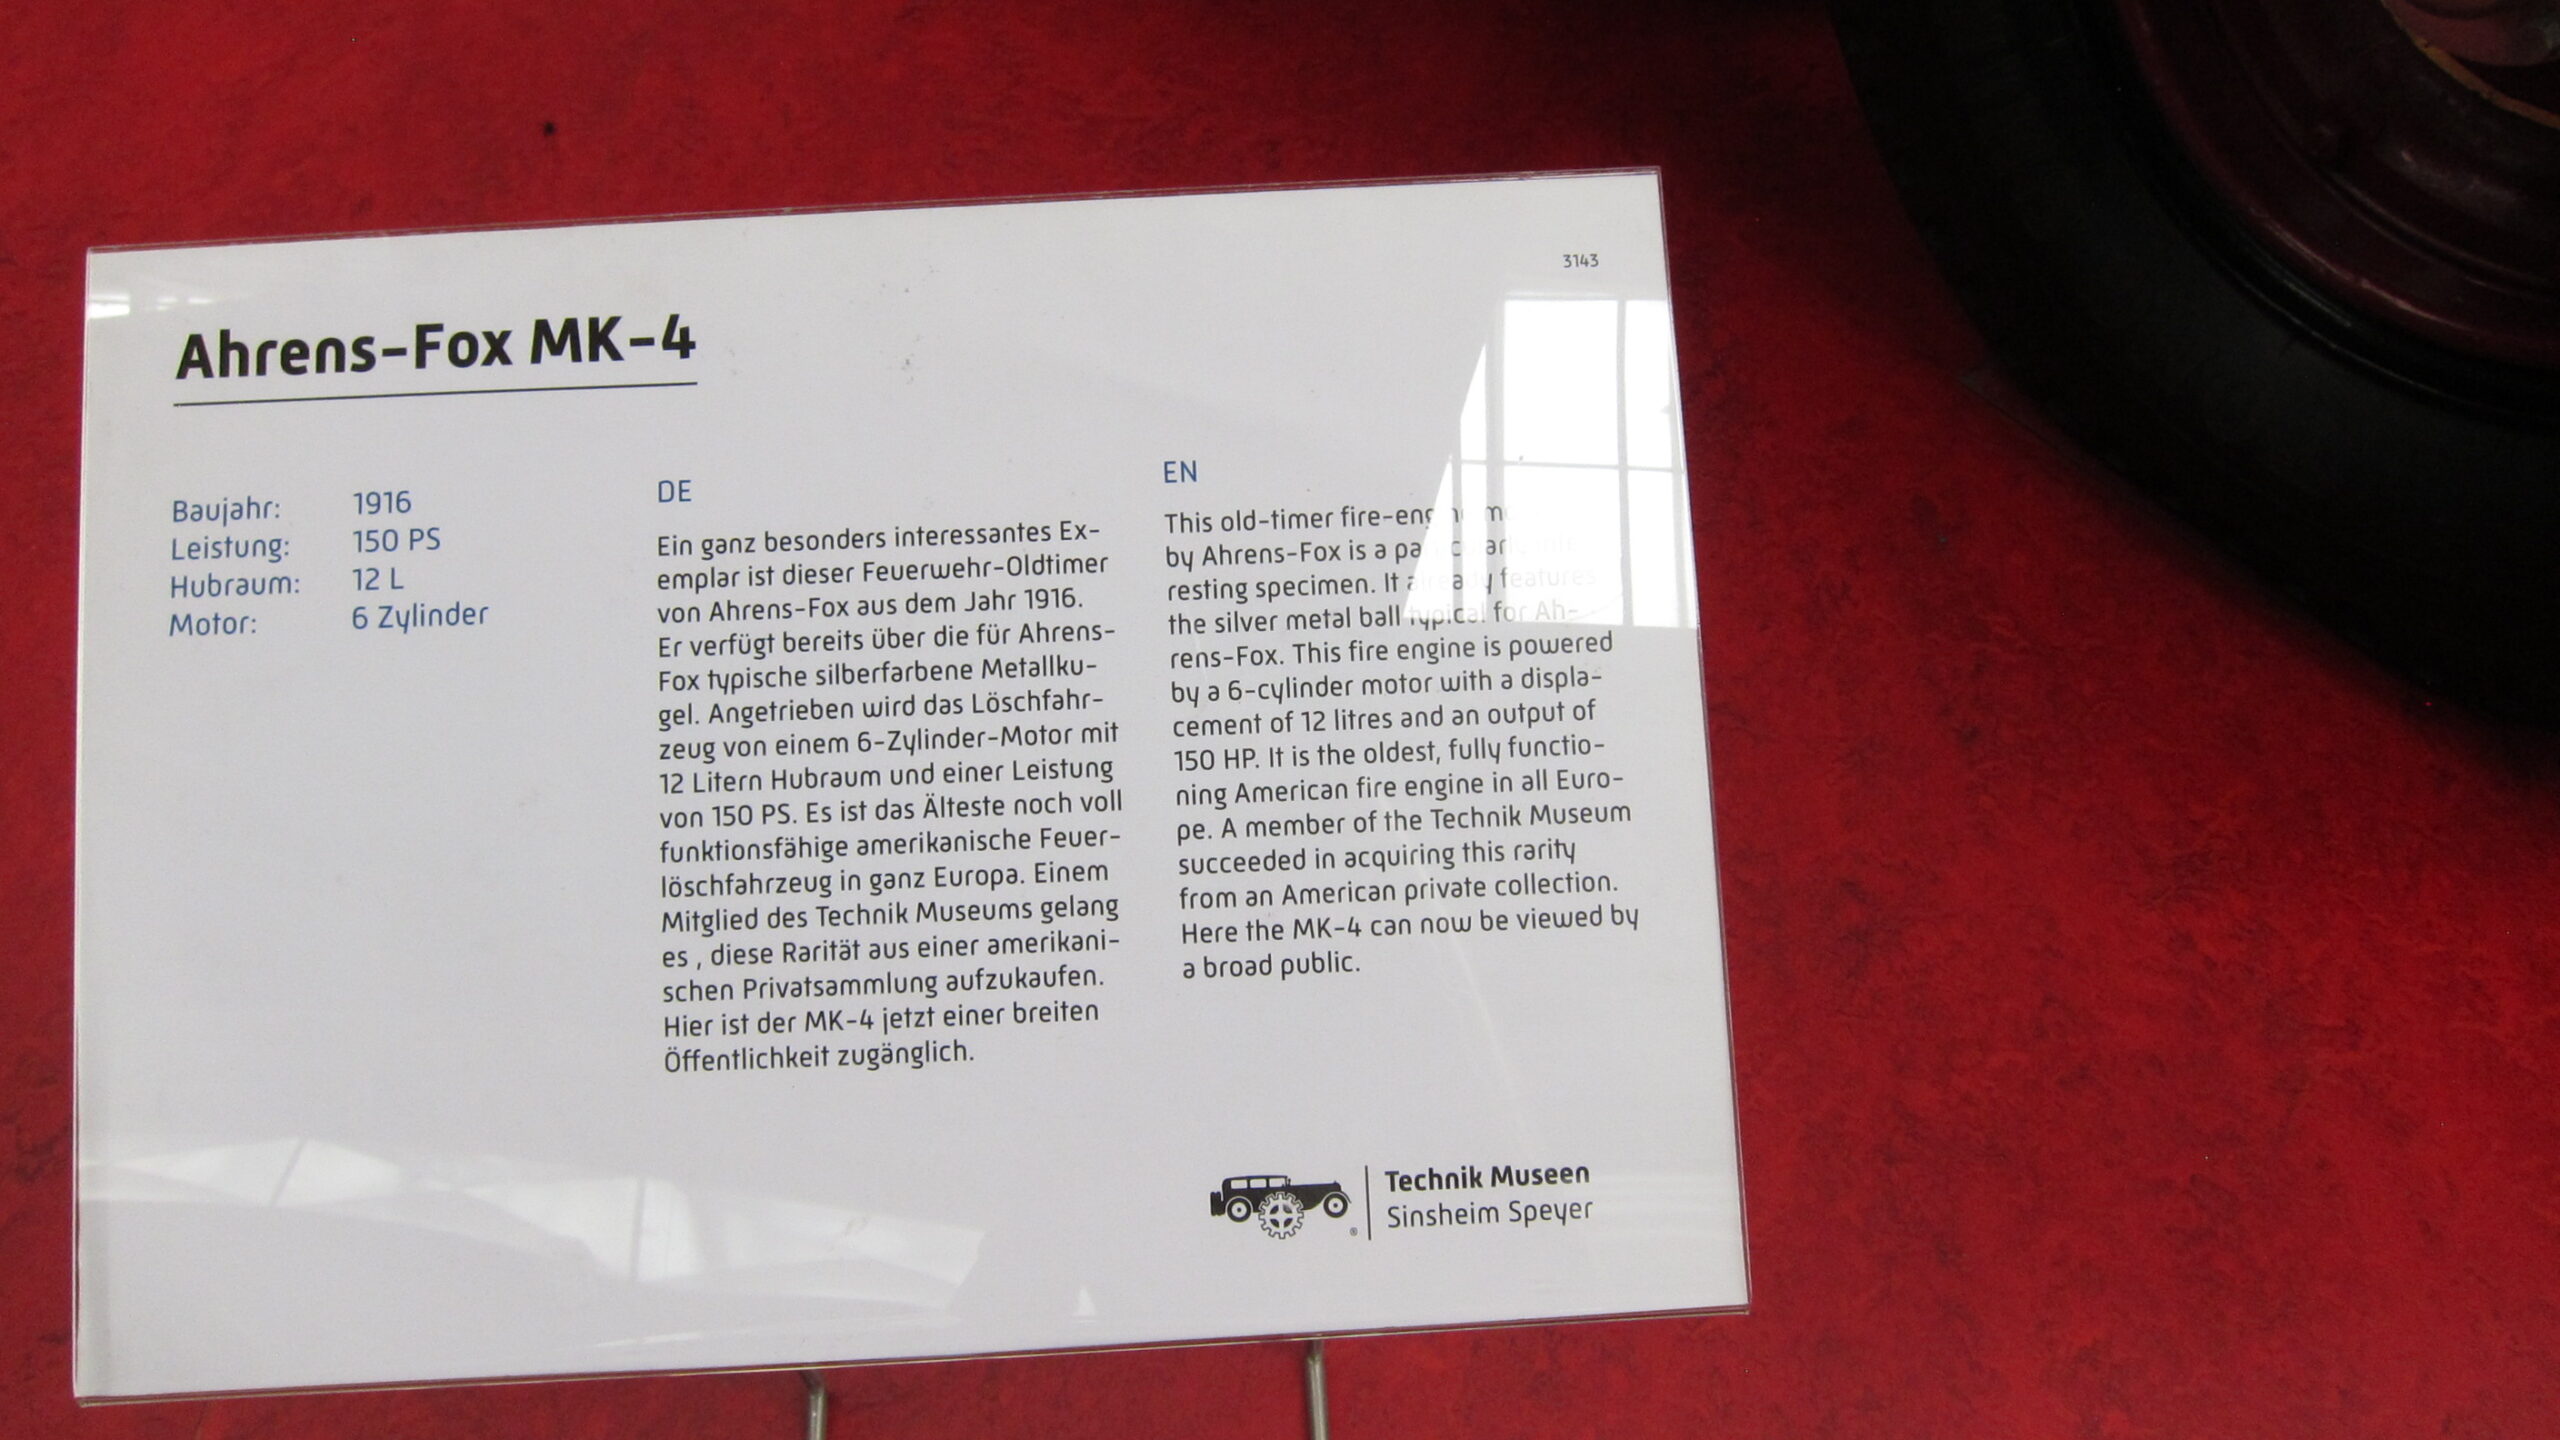 3143
Ahrens-Fox MK-4
Baujahr: 1916
Leistung: 150 PS
Hubraum: 12 L
Motor: 6 Zylinder
DE
Ein ganz besonders interessantes Ex-
emplar ist dieser Feuerwehr-Oldtimer
von Ahrens-Fox aus dem Jahr 1916.
Er verfügt bereits über die für Ahrens-
Fox typische silberfarbene Metallku-
gel. Angetrieben wird das Löschfahr-
zeug von einem 6-Zylinder-Motor mit
12 Litern Hubraum und einer Leistung
von 150 PS. Es ist das Älteste noch voll
funktionsfähige amerikanische Feuer-
löschfahrzeug in ganz Europa. Einem
Mitglied des Technik Museums gelang
es , diese Rarität aus einer amerikani-
schen Privatsammlung aufzukaufen.
Hier ist der MK-4 jetzt einer breiten
Öffentlichkeit zugänglich.
EN
This old-timer fire-engine
by Ahrens-Fox is a particularly inte-
resting specimen. It already features
the silver metal ball typical for Ah-
rens-Fox. This fire engine is powered
by a 6-cylinder motor with a displa-
cement of 12 litres and an output of
150 HP. It is the oldest, fully functio-
ning American fire engine in all Euro-
pe. A member of the Technik Museum
succeeded in acquiring this rarity
from an American private collection.
Here the MK-4 can now be viewed by
a broad public.
Technik Museen
Sinsheim Speyer